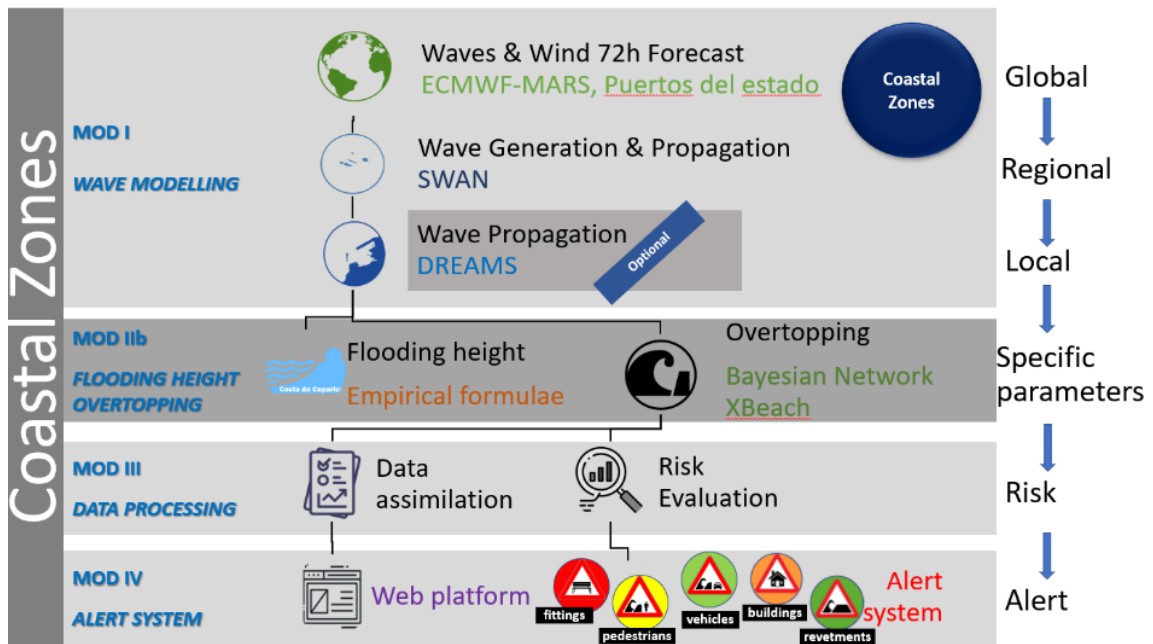 Coastal Zones
MOD I
WAVE MODELLING
Waves & Wind 72h Forecast
ECMWF-MARS, Puertos del estado
Wave Generation & Propagation
SWAN
Wave Propagation
DREAMS
Optional
Coastal
Zones
Global
Regional
Local
MOD IIb
FLOODING HEIGHT
OVERTOPPING
Costa da Caparica
Flooding height
Empirical formulae
Overtopping
Bayesian Network
XBeach
Specific
parameters
MOD III
DATA PROCESSING
Data
assimilation
Risk
Evaluation
Risk
MOD IV
ALERT SYSTEM
Web platform
fittings
pedestrians
vehicles
buildings
revetments
Alert
system
Alert